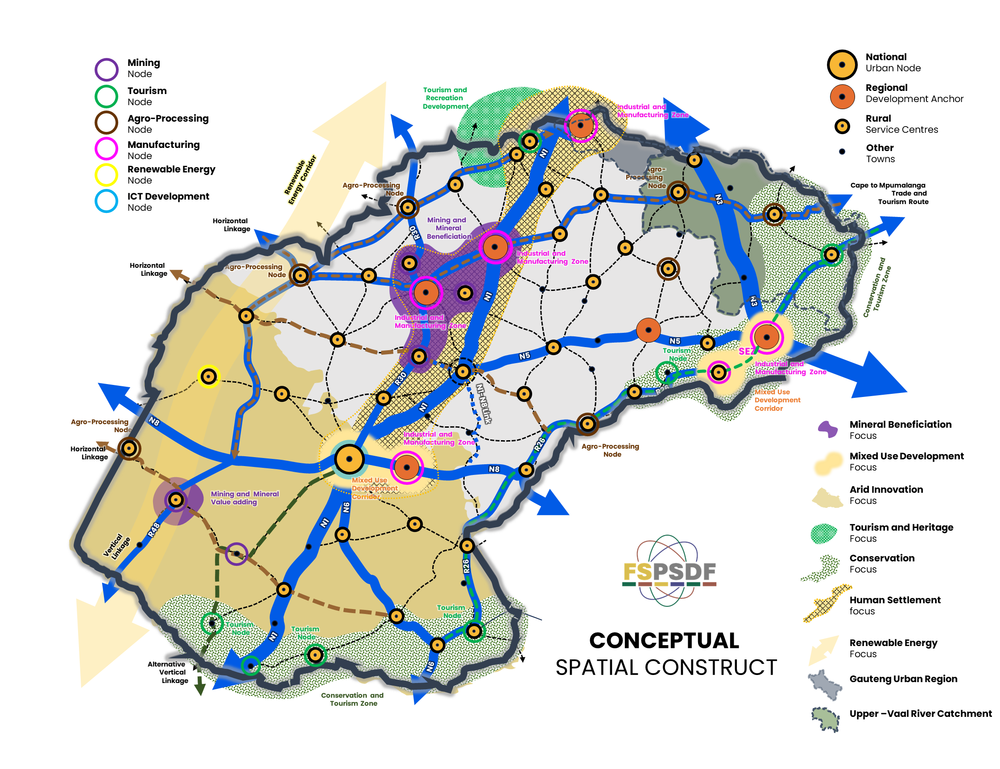 Mining
Node
Tourism
Node
Agro-Processing
Node
Manufacturing
Node
Renewable Energy
Node
ICT Development
Node
National
Urban Node
Regional
Development Anchor
Rural
Service Centres
Other
Towns
Tourism and
Recreation
Development
Industrial and
Manufacturing Zone
Renewable
Energy Corridor
N1
Agro-Processing
Node
Agro-
Processing
Node
N3
Cape to Mpumalanga
Trade and
Tourism Route
Horizontal
Linkage
R30
Mining and
Mineral
Beneficiation
Industrial and
Manufacturing Zone
Horizontal
Linkage
Agro-Processing
Node
Conservation and
Tourism Zone
N1
N3
Industrial and
Manufacturing Zone
N5
N5
Tourism
Node
SEZ
Industrial and
Manufacturing Zone
R30
N1-N8 Link
R26
Mixed Use
Development
Corridor
N1
N8
Agro-Processing
Node
Horizontal
Linkage
Industrial and
Manufacturing Zone
R26
Agro-Processing
Node
N8
Mixed Use
Development
Corridor
Mining and Mineral
Value adding
N6
N1
R48
Vertical
Linkage
R26
Tourism
Node
Tourism
Node
Tourism
Node
N1
N6
Alternative
Vertical
Linkage
Conservation and
Tourism Zone
FSPSDF
CONCEPTUAL
SPATIAL CONSTRUCT
Mineral Beneficiation
Focus
Mixed Use Development
Focus
Arid Innovation
Focus
Tourism and Heritage
Focus
Conservation
Focus
Human Settlement
focus
Renewable Energy
Focus
Gauteng Urban Region
Upper –Vaal River Catchment